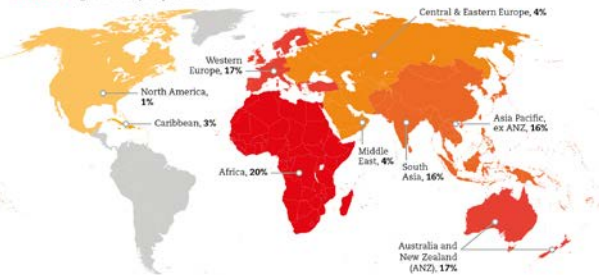 Central & Eastern Europe, 4%
Western
Europe, 17%
North America,
1%
Caribbean, 3%
Asia Pacific,
ex ANZ, 16%
Middle
East, 4%
South
Asia, 16%
Africa, 20%
Australia and
New Zealand
(ANZ), 17%